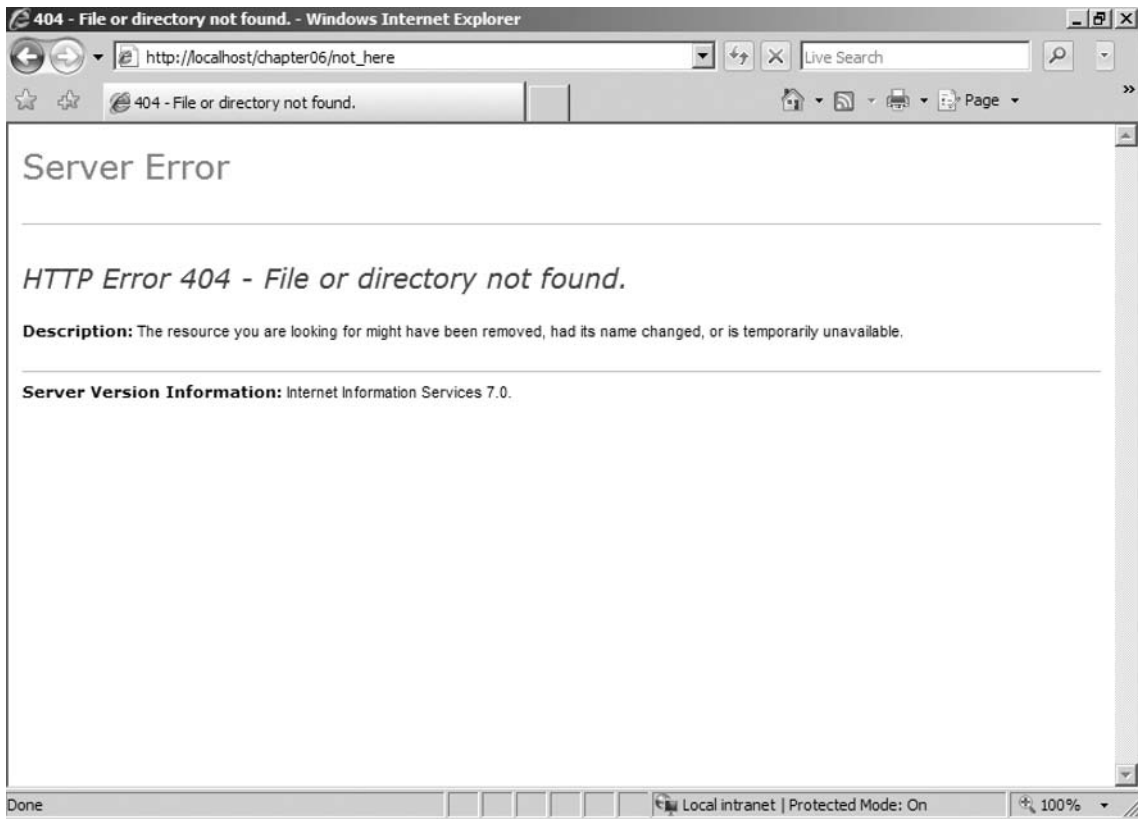 404 - File or directory not found. - Windows Internet Explorer
http://localhost/chapter06/not_here
Live Search
404 - File or directory not found.
Page
Server Error
HTTP Error 404 - File or directory not found.
Description: The resource you are looking for might have been removed, had its name changed, or is temporarily unavailable.
Server Version Information: Internet Information Services 7.0.
Done
Local intranet | Protected Mode: On
100%